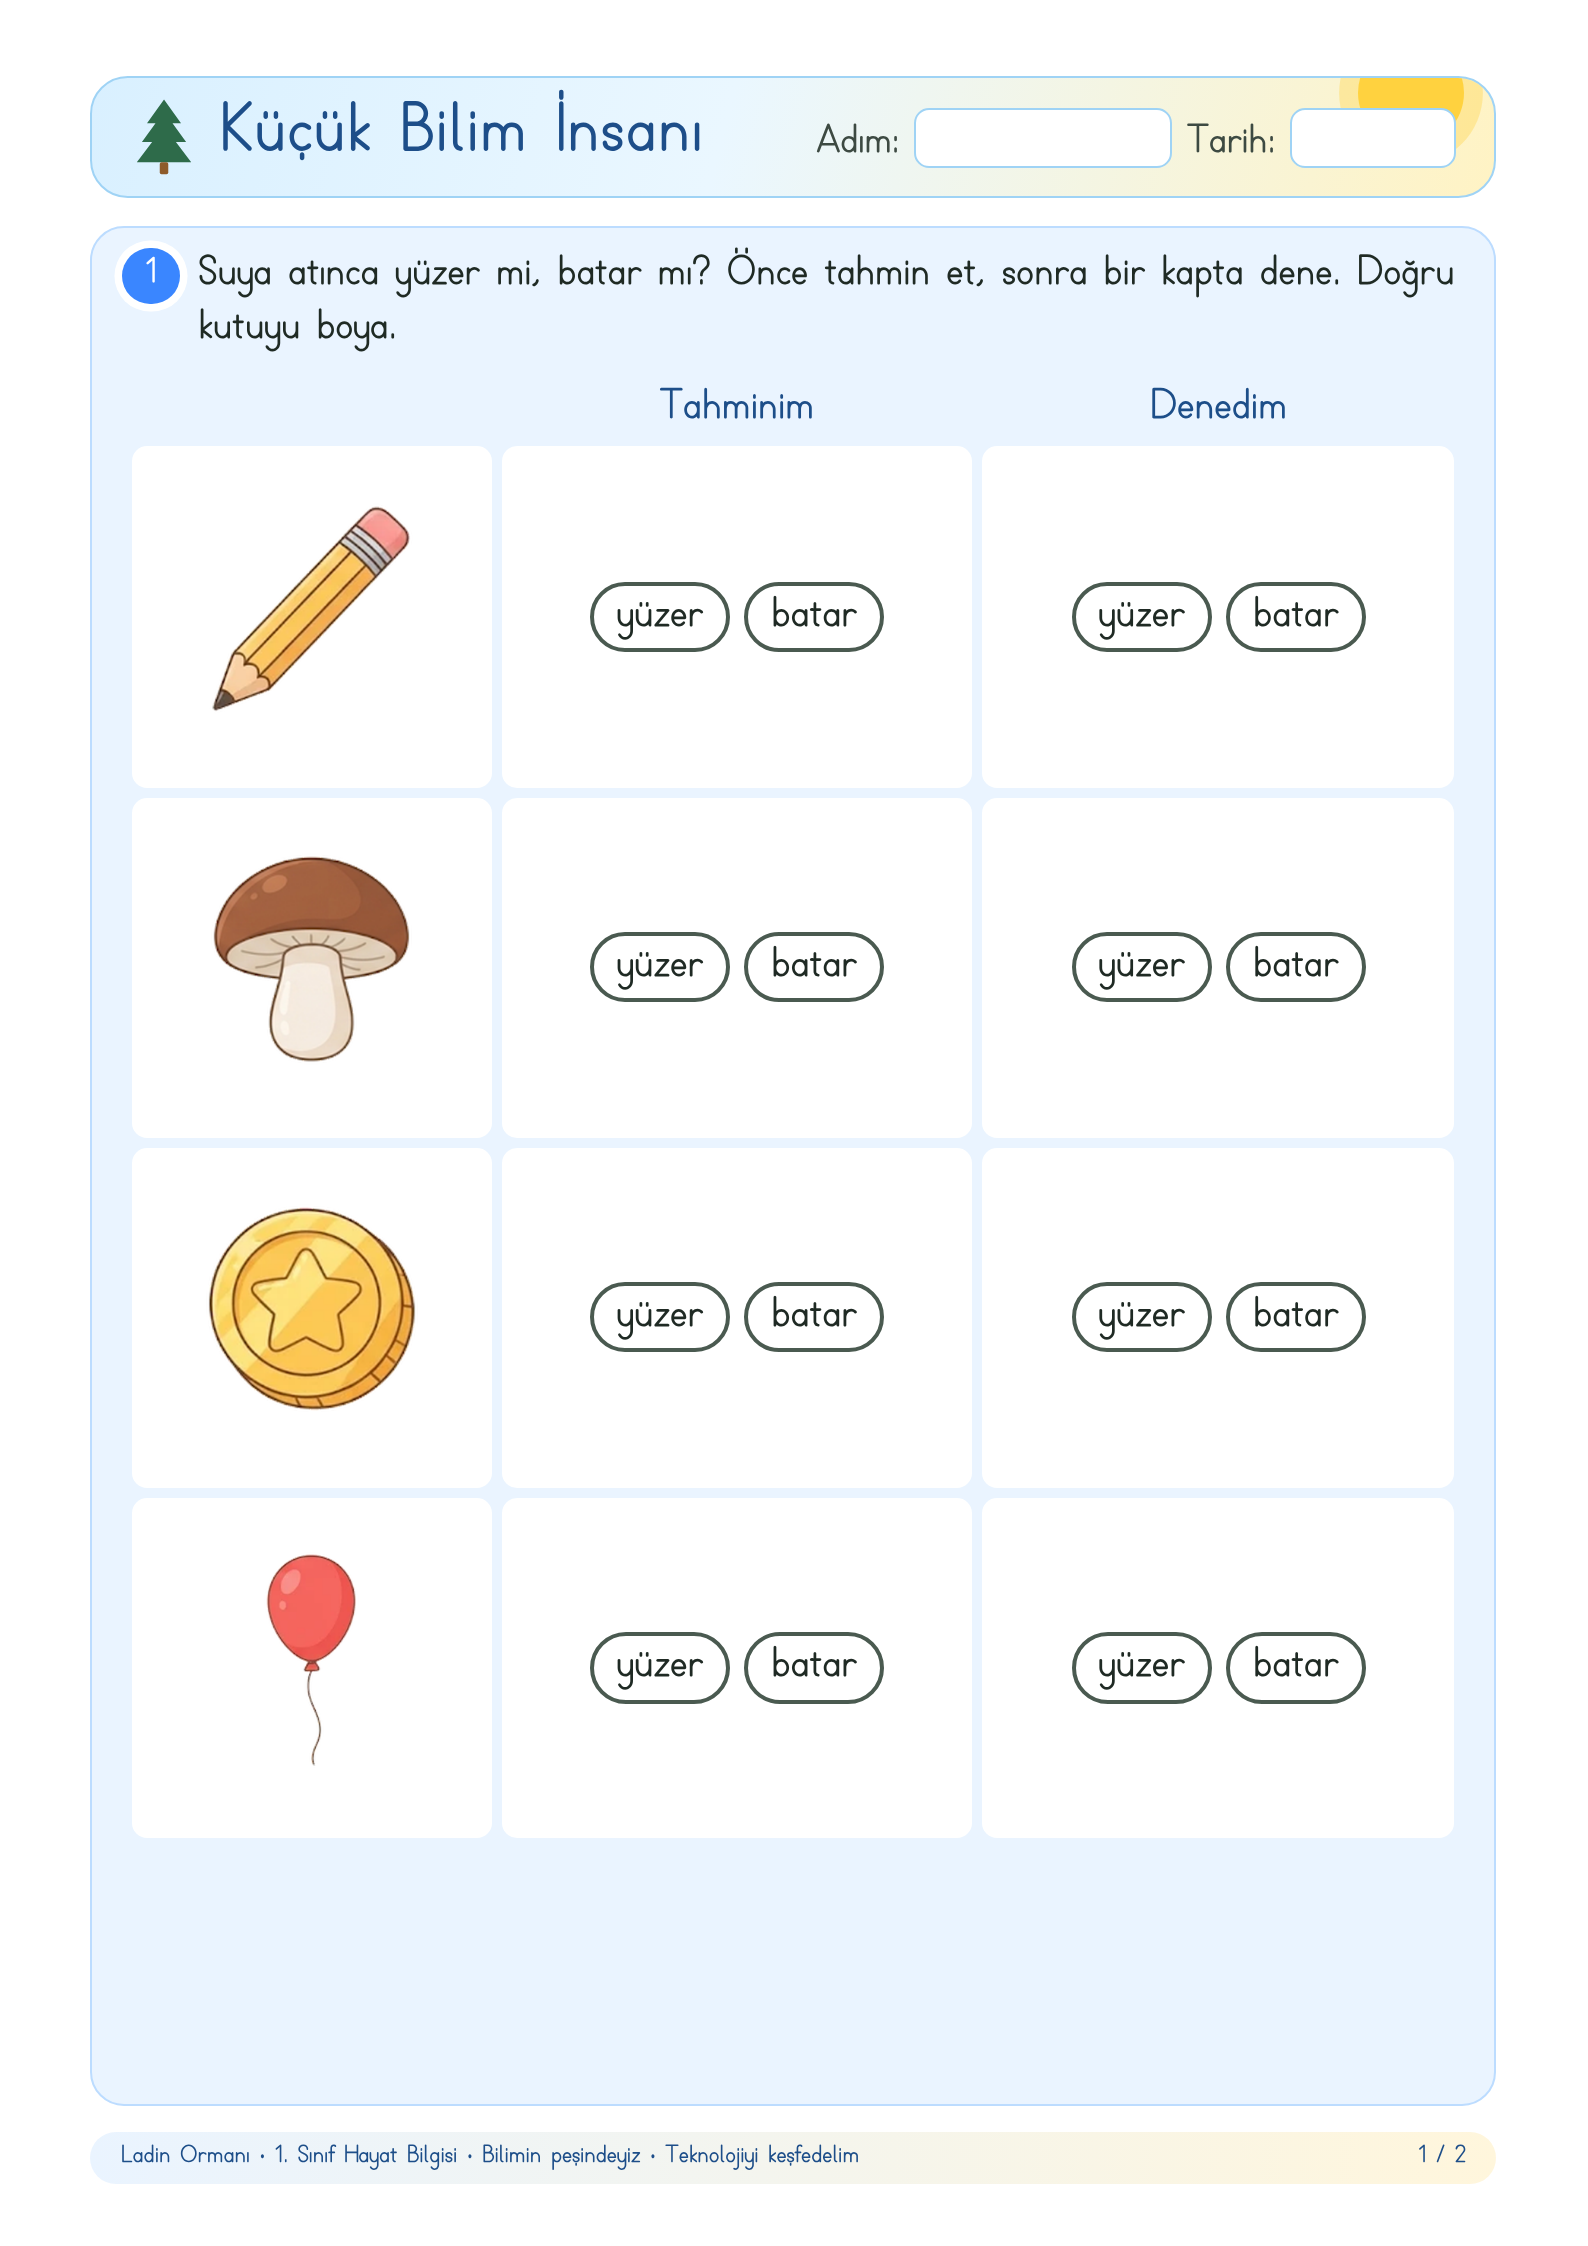 Küçük Bilim İnsanı
Adım:
Tarih:
1
Suya atınca yüzer mi, batar mı? Önce tahmin et, sonra bir kapta dene. Doğru
kutuyu boya.
Tahminim
Denedim
yüzer batar yüzer batar
yüzer batar yüzer batar
yüzer batar yüzer batar
yüzer batar yüzer batar
Ladin Ormanı • 1. Sınıf Hayat Bilgisi • Bilimin peşindeyiz • Teknolojiyi keşfedelim
1 / 2